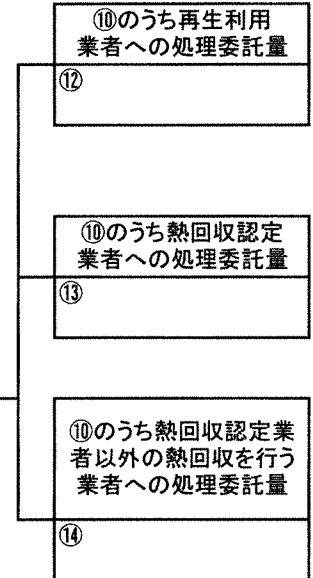 ⑩のうち再生利用
業者への処理委託量
⑫
⑩のうち熱回収認定
業者への処理委託量
⑬
⑩のうち熱回収認定業
者以外の熱回収を行う
業者への処理委託量
⑭